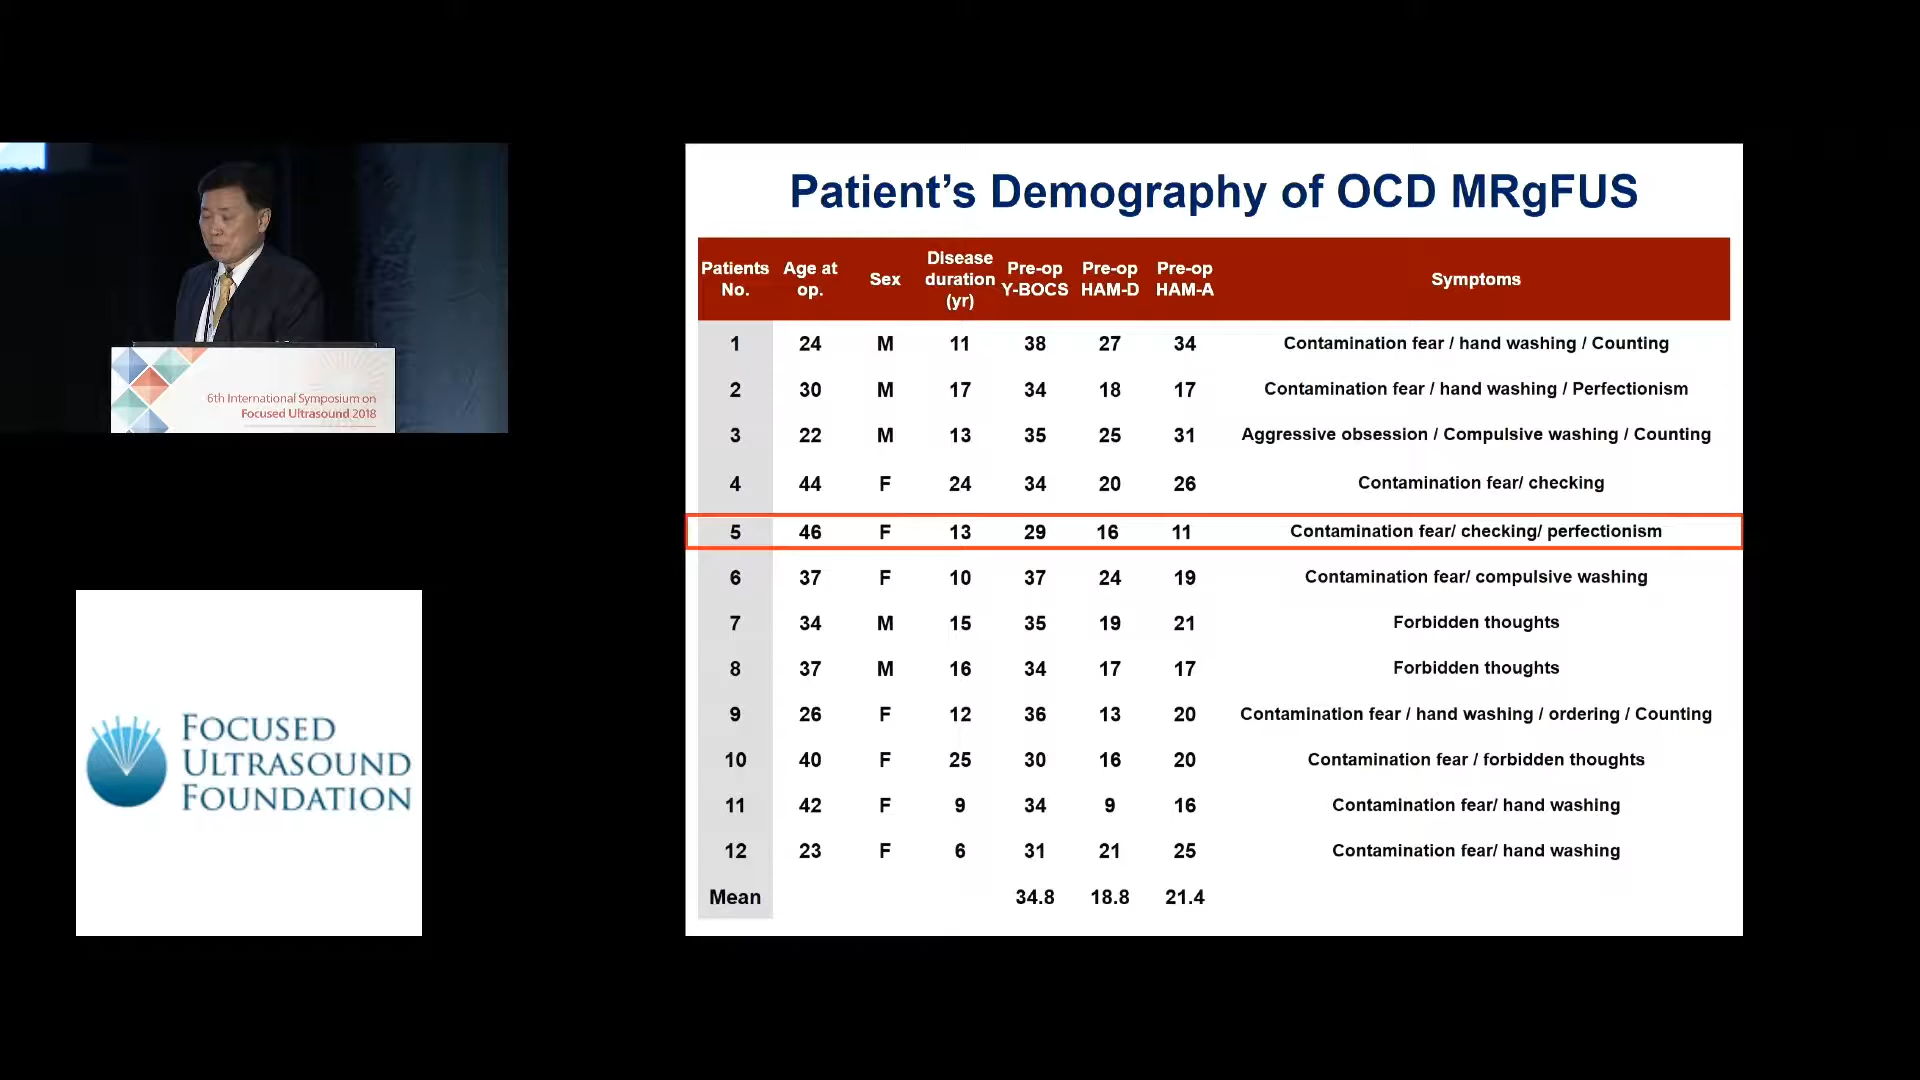 6th International Symposium on
Focused Ultrasound 2018
FOCUSED
ULTRASOUND
FOUNDATION
Patient's Demography of OCD MRgFUS
Patients No. Age at op. Sex Disease duration (yr) Pre-op Y-BOCS Pre-op HAM-D Pre-op HAM-A Symptoms
1 24 M 11 38 27 34 Contamination fear / hand washing / Counting
2 30 M 17 34 18 17 Contamination fear / hand washing / Perfectionism
3 22 M 13 35 25 31 Aggressive obsession / Compulsive washing / Counting
4 44 F 24 34 20 26 Contamination fear/ checking
5 46 F 13 29 16 11 Contamination fear/ checking/ perfectionism
6 37 F 10 37 24 19 Contamination fear/ compulsive washing
7 34 M 15 35 19 21 Forbidden thoughts
8 37 M 16 34 17 17 Forbidden thoughts
9 26 F 12 36 13 20 Contamination fear / hand washing / ordering / Counting
10 40 F 25 30 16 20 Contamination fear / forbidden thoughts
11 42 F 9 34 9 16 Contamination fear/ hand washing
12 23 F 6 31 21 25 Contamination fear/ hand washing
Mean 34.8 18.8 21.4